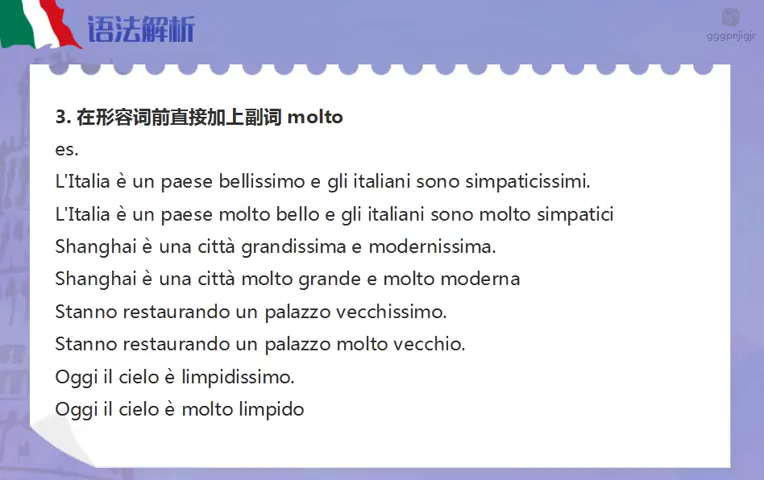 语法解析
gggpnjigjr
3. 在形容词前直接加上副词 molto
es.
L'Italia è un paese bellissimo e gli italiani sono simpaticissimi.
L'Italia è un paese molto bello e gli italiani sono molto simpatici
Shanghai è una città grandissima e modernissima.
Shanghai è una città molto grande e molto moderna
Stanno restaurando un palazzo vecchissimo.
Stanno restaurando un palazzo molto vecchio.
Oggi il cielo è limpidissimo.
Oggi il cielo è molto limpido